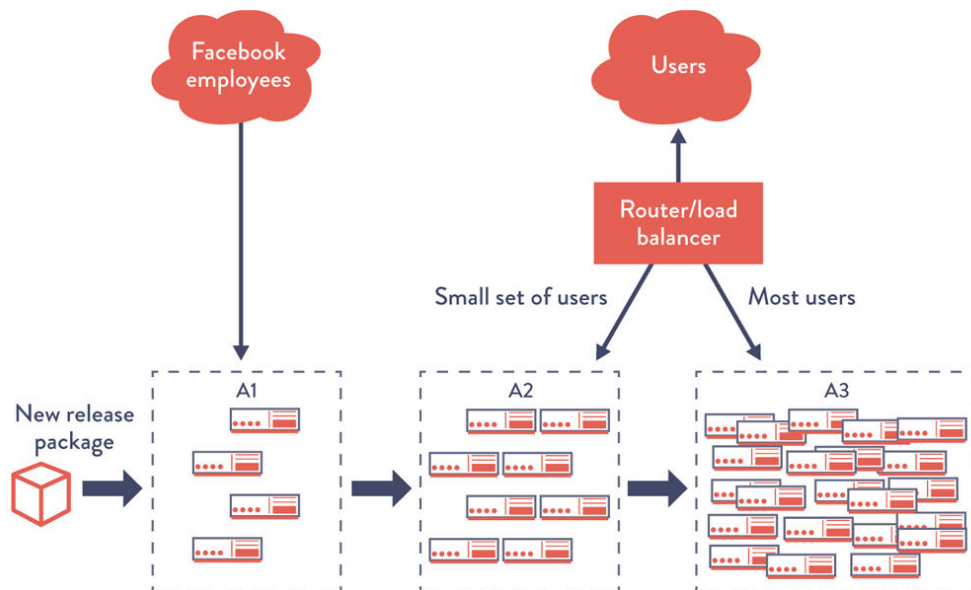 Facebook
employees
Users
Router/load
balancer
Small set of users
Most users
A1
A2
A3
New release
package